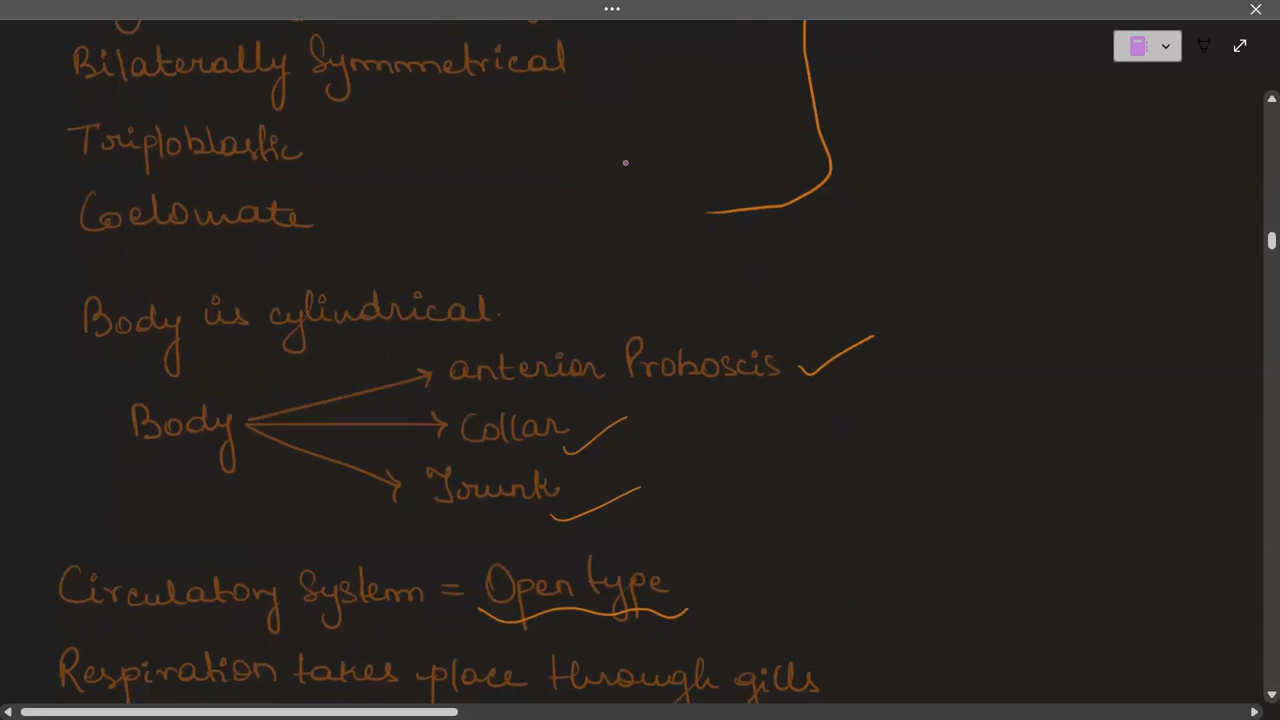 Bilaterally Symmetrical
Triploblastic
Coelomate
Body is cylindrical.
anterior Proboscis
Body
Collar
Trunk
Circulatory System = Open type
Respiration takes place through gills